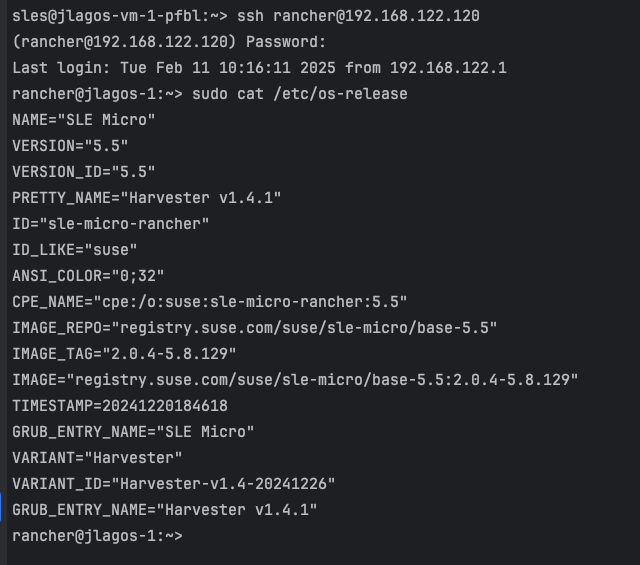 sles@jlagos-vm-1-pfbl:~> ssh rancher@192.168.122.120
(rancher@192.168.122.120) Password:
Last login: Tue Feb 11 10:16:11 2025 from 192.168.122.1
rancher@jlagos-1:~> sudo cat /etc/os-release
NAME="SLE Micro"
VERSION="5.5"
VERSION_ID="5.5"
PRETTY_NAME="Harvester v1.4.1"
ID="sle-micro-rancher"
ID_LIKE="suse"
ANSI_COLOR="0;32"
CPE_NAME="cpe:/o:suse:sle-micro-rancher:5.5"
IMAGE_REPO="registry.suse.com/suse/sle-micro/base-5.5"
IMAGE_TAG="2.0.4-5.8.129"
IMAGE="registry.suse.com/suse/sle-micro/base-5.5:2.0.4-5.8.129"
TIMESTAMP=20241220184618
GRUB_ENTRY_NAME="SLE Micro"
VARIANT="Harvester"
VARIANT_ID="Harvester-v1.4-20241226"
GRUB_ENTRY_NAME="Harvester v1.4.1"
rancher@jlagos-1:~>